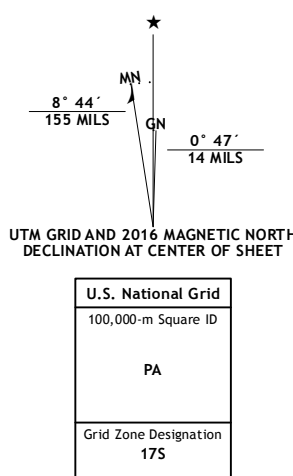 ★
MN
8° 44´
155 MILS
GN
0° 47´
14 MILS
UTM GRID AND 2016 MAGNETIC NORTH
DECLINATION AT CENTER OF SHEET
U.S. National Grid
100,000-m Square ID
PA
Grid Zone Designation
17S